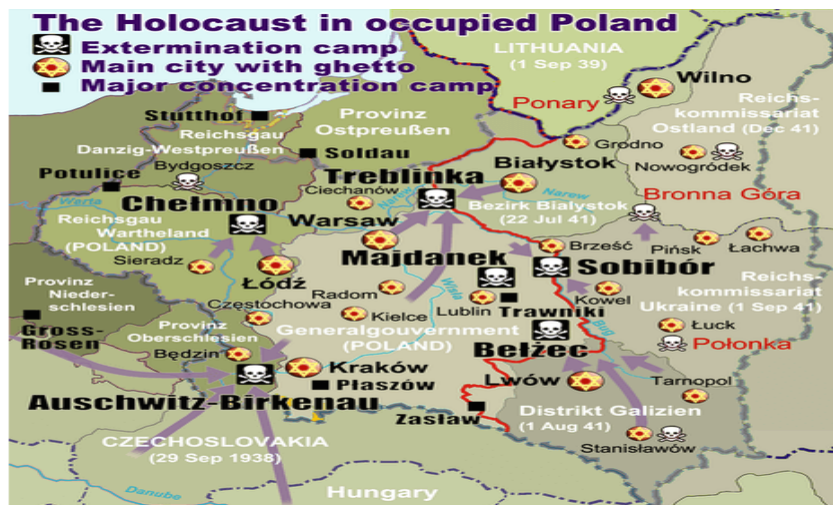 The Holocaust in occupied Poland
Extermination camp
Main city with ghetto
Major concentration camp
LITHUANIA
(1 Sep 39)
Wilno
Ponary
Reichs-
kommissariat
Ostland (Dec 41)
Stutthof
Provinz
Ostpreußen
Reichsgau
Danzig-Westpreußen
Soldau
Grodno
Nowogródek
Bydgoszcz
Potulice
Treblinka
Białystok
Ciechanów
Narew
Narew
Bronna Góra
Chełmno
Werta
Warsaw
Bezirk Bialystok
(22 Jul 41)
Reichsgau
Wartheland
(POLAND)
Brześć
Pińsk
Łachwa
Majdanek
Sobibór
Sieradz
Łódź
Provinz
Nieder-
schlesien
Radom
Wisla
Kowel
Reichs-
kommissariat
Ukraine (1 Sep 41)
Lublin
Trawniki
Częstochowa
Kielce
Gross-
Rosen
Provinz
Oberschlesien
Generalgouvernment
(POLAND)
Bug
Łuck
Połonka
Będzin
Bełżec
Kraków
Płaszów
Lwów
Tarnopol
Auschwitz-Birkenau
Zasław
Distrikt Galizien
(1 Aug 41)
CZECHOSLOVAKIA
(29 Sep 1938)
Stanisławów
Danube
Hungary